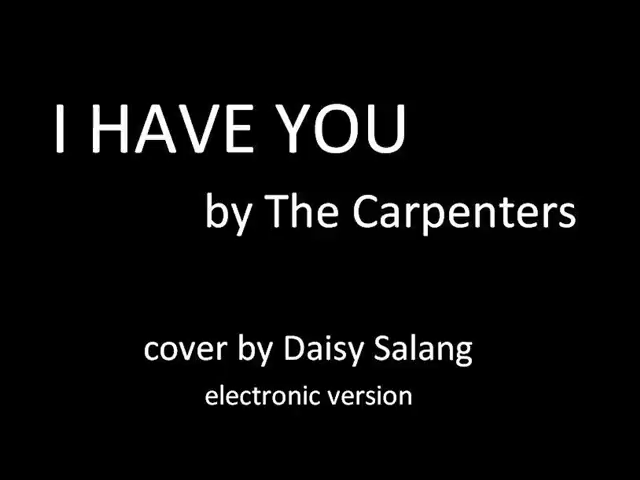 I HAVE YOU
by The Carpenters
cover by Daisy Salang
electronic version